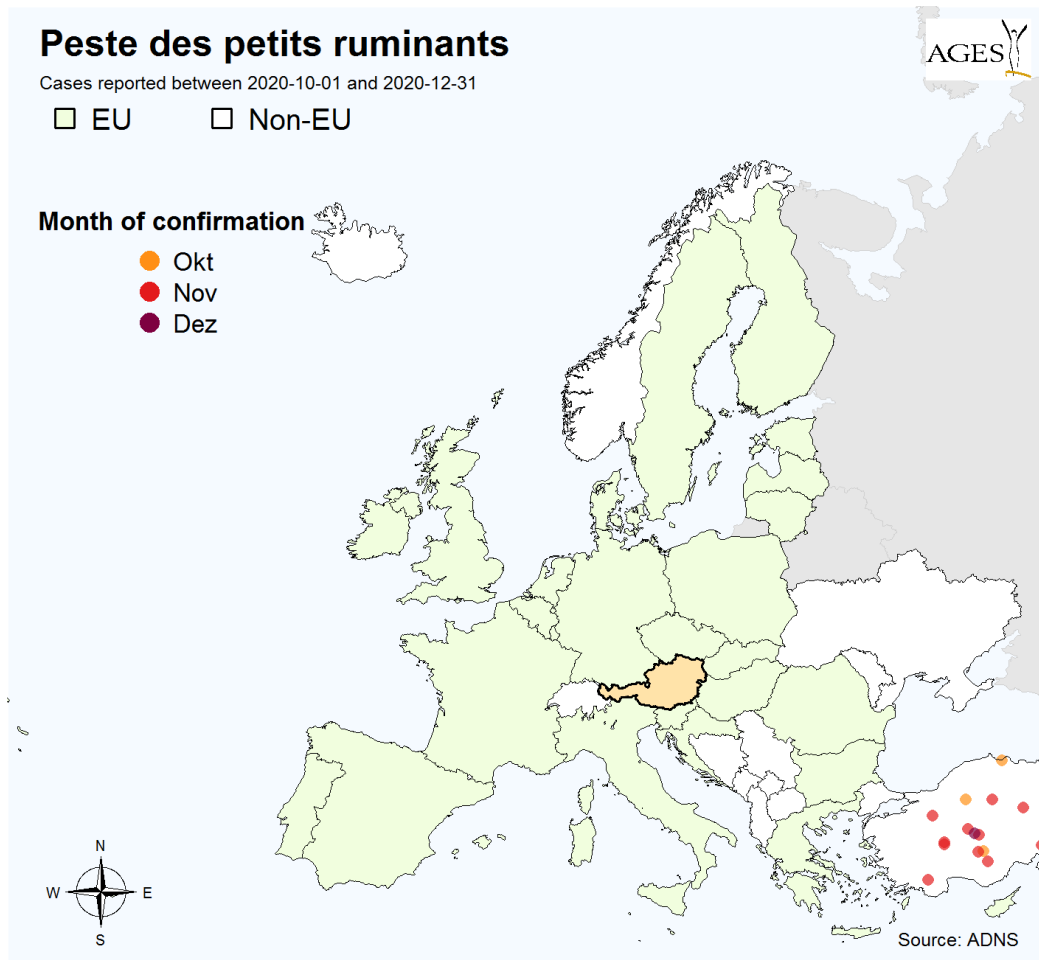 Peste des petits ruminants
AGES
Cases reported between 2020-10-01 and 2020-12-31
EU Non-EU
Month of confirmation
Okt
Nov
Dez
N
W E
S
Source: ADNS